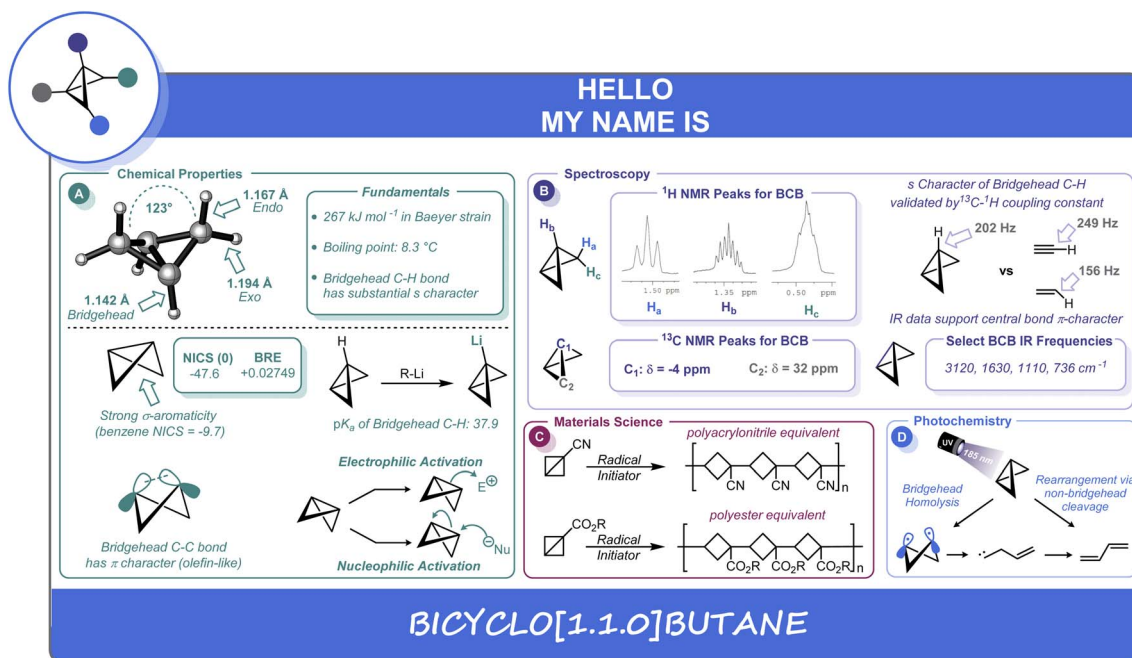 HELLO
MY NAME IS
A
Chemical Properties
123°
1.167 Å
Endo
1.194 Å
Exo
1.142 Å
Bridgehead
Fundamentals
• 267 kJ mol⁻¹ in Baeyer strain
• Boiling point: 8.3 °C
• Bridgehead C-H bond
has substantial s character
NICS (0)
-47.6
BRE
+0.02749
Strong σ-aromaticity
(benzene NICS = -9.7)
H
R-Li
Li
pKₐ of Bridgehead C-H: 37.9
Bridgehead C-C bond
has π character (olefin-like)
Electrophilic Activation
E⊕
⊖Nu
Nucleophilic Activation
B
Spectroscopy
¹H NMR Peaks for BCB
H_b
H_a
H_c
1.50 ppm
1.35 ppm
0.50 ppm
H_a
H_b
H_c
C₁
C₂
¹³C NMR Peaks for BCB
C₁: δ = -4 ppm
C₂: δ = 32 ppm
s Character of Bridgehead C-H
validated by¹³C-¹H coupling constant
H
202 Hz
249 Hz
H
vs
156 Hz
H
IR data support central bond π-character
Select BCB IR Frequencies
3120, 1630, 1110, 736 cm⁻¹
C
Materials Science
CN
Radical
Initiator
polyacrylonitrile equivalent
CN
CN
CN
n
CO₂R
Radical
Initiator
polyester equivalent
CO₂R
CO₂R
CO₂R
n
D
Photochemistry
UV
185 nm
Bridgehead
Homolysis
Rearrangement via
non-bridgehead
cleavage
BICYCLO[1.1.0]BUTANE